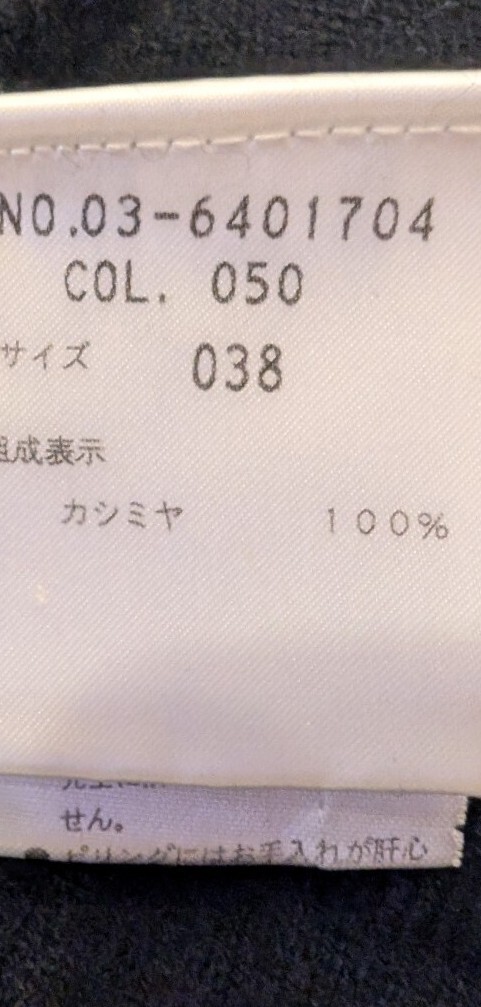 NO.03-6401704
COL. 050
サイズ 038
組成表示
カシミヤ 100%
せん。
● ピリングにはお手入れが肝心